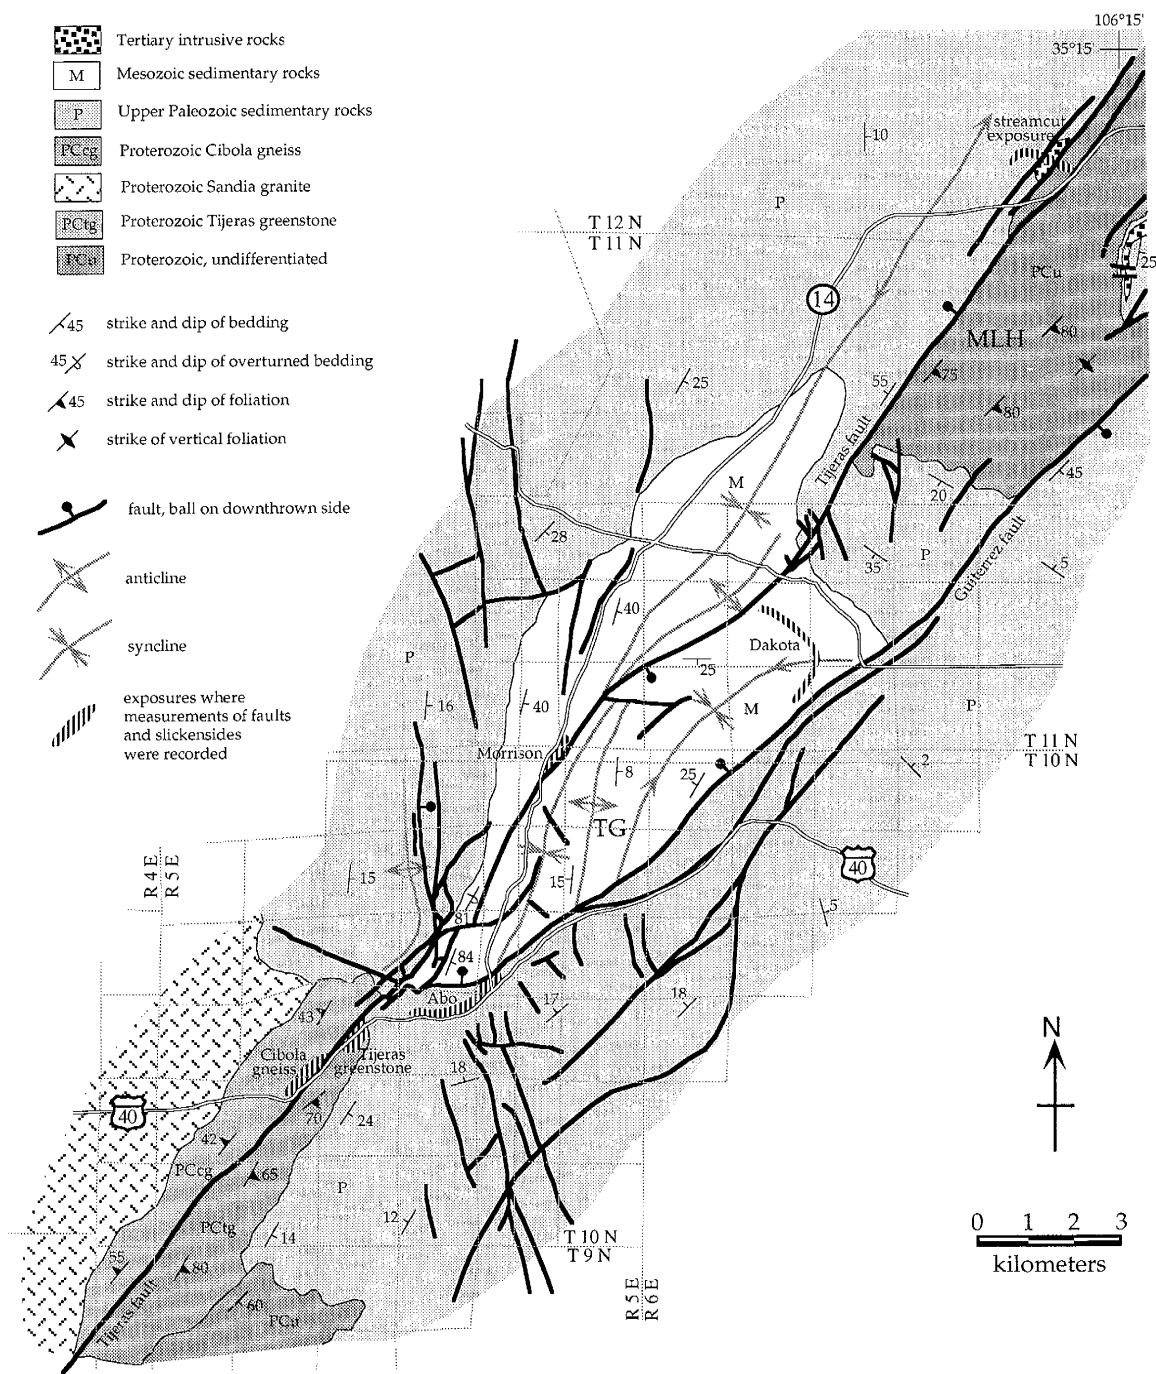 106°15'
35°15'
Tertiary intrusive rocks
M
Mesozoic sedimentary rocks
P
Upper Paleozoic sedimentary rocks
PCcg
Proterozoic Cibola gneiss
Proterozoic Sandia granite
PCtg
Proterozoic Tijeras greenstone
PCu
Proterozoic, undifferentiated
45 strike and dip of bedding
45 strike and dip of overturned bedding
45 strike and dip of foliation
strike of vertical foliation
fault, ball on downthrown side
anticline
syncline
exposures where
measurements of faults
and slickensides
were recorded
streamcut
exposure
10
P
T 12 N
T 11 N
25
PCu
14
MLH
80
75
80
25
55
Tijeras fault
45
M
20
28
35
P
Guiterrez fault
5
40
Dakota
P
25
16
40
M
P
Morrison
T 11 N
T 10 N
8
25
2
TG
40
R 4 E
R 5 E
15
15
81
5
84
Abo
17
18
43
Cibola
gneiss
Tijeras
greenstone
18
N
40
70
24
42
PCcg
65
P
12
PCtg
14
T 10 N
T 9 N
55
80
Tijeras fault
60
PCu
R 5 E
R 6 E
0 1 2 3
kilometers